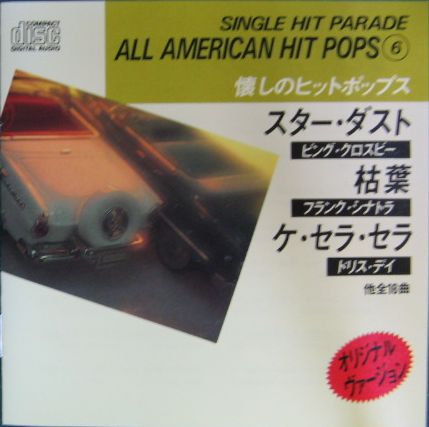 COMPACT
disc
DIGITAL AUDIO
SINGLE HIT PARADE
ALL AMERICAN HIT POPS⑥
懐しのヒットポップス
スター・ダスト
ビング・クロスビー
枯葉
フランク・シナトラ
ケ・セラ・セラ
ドリス・デイ
他全18曲
オリジナル
ヴァージョン